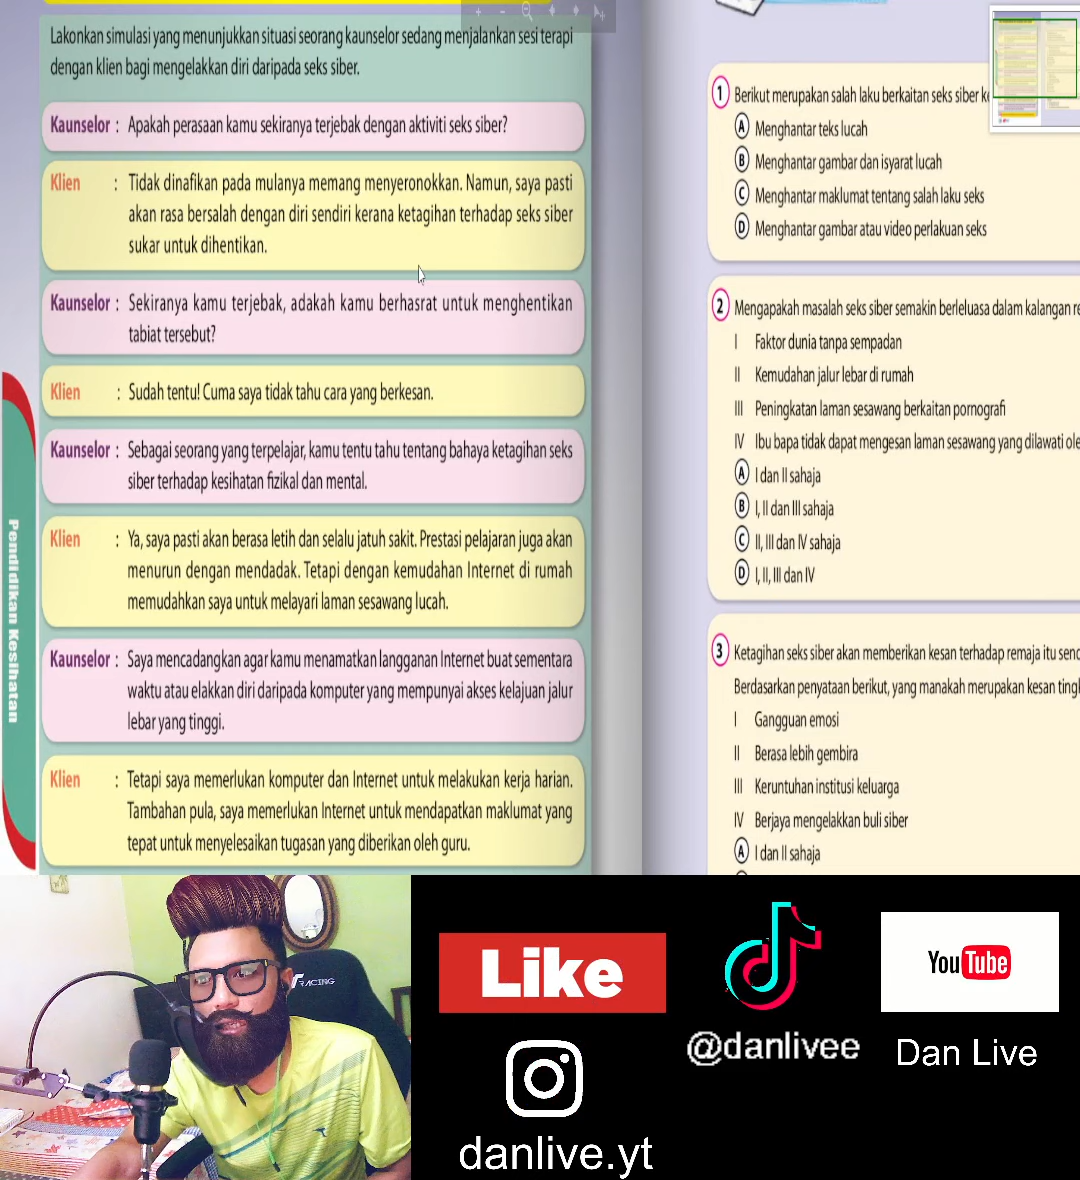 Lakonkan simulasi yang menunjukkan situasi seorang kaunselor sedang menjalankan sesi terapi
dengan klien bagi mengelakkan diri daripada seks siber.
Kaunselor : Apakah perasaan kamu sekiranya terjebak dengan aktiviti seks siber?
Klien : Tidak dinafikan pada mulanya memang menyeronokkan. Namun, saya pasti
akan rasa bersalah dengan diri sendiri kerana ketagihan terhadap seks siber
sukar untuk dihentikan.
Kaunselor : Sekiranya kamu terjebak, adakah kamu berhasrat untuk menghentikan
tabiat tersebut?
Klien : Sudah tentu! Cuma saya tidak tahu cara yang berkesan.
Kaunselor : Sebagai seorang yang terpelajar, kamu tentu tahu tentang bahaya ketagihan seks
siber terhadap kesihatan fizikal dan mental.
Klien : Ya, saya pasti akan berasa letih dan selalu jatuh sakit. Prestasi pelajaran juga akan
menurun dengan mendadak. Tetapi dengan kemudahan Internet di rumah
memudahkan saya untuk melayari laman sesawang lucah.
Kaunselor : Saya mencadangkan agar kamu menamatkan langganan Internet buat sementara
waktu atau elakkan diri daripada komputer yang mempunyai akses kelajuan jalur
lebar yang tinggi.
Klien : Tetapi saya memerlukan komputer dan Internet untuk melakukan kerja harian.
Tambahan pula, saya memerlukan Internet untuk mendapatkan maklumat yang
tepat untuk menyelesaikan tugasan yang diberikan oleh guru.
Pendidikan Kesihatan
1 Berikut merupakan salah laku berkaitan seks siber
A Menghantar teks lucah
B Menghantar gambar dan isyarat lucah
C Menghantar maklumat tentang salah laku seks
D Menghantar gambar atau video perlakuan seks
2 Mengapakah masalah seks siber semakin berleluasa dalam kalangan
I Faktor dunia tanpa sempadan
II Kemudahan jalur lebar di rumah
III Peningkatan laman sesawang berkaitan pornografi
IV Ibu bapa tidak dapat mengesan laman sesawang yang dilawati
A I dan II sahaja
B I, II dan III sahaja
C II, III dan IV sahaja
D I, II, III dan IV
3 Ketagihan seks siber akan memberikan kesan terhadap remaja itu
Berdasarkan penyataan berikut, yang manakah merupakan kesan
I Gangguan emosi
II Berasa lebih gembira
III Keruntuhan institusi keluarga
IV Berjaya mengelakkan buli siber
A I dan II sahaja
RACING
Like
YouTube
@danlivee
Dan Live
danlive.yt